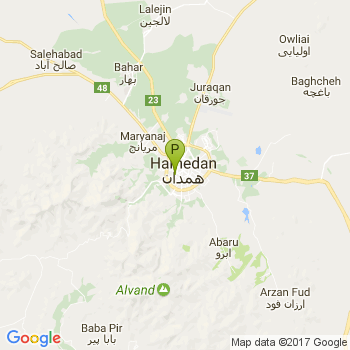 Lalejin
لالجین
Owliai
اولیایی
Salehabad
صالح آباد
Bahar
بهار
48
23
Juraqan
جورقان
Baghcheh
باغچه
Maryanaj
مریانج
P
Hamedan
همدان
37
Abaru
ابرو
Alvand
Arzan Fud
ارزان فود
Baba Pir
بابا پیر
Google
Map data ©2017 Google